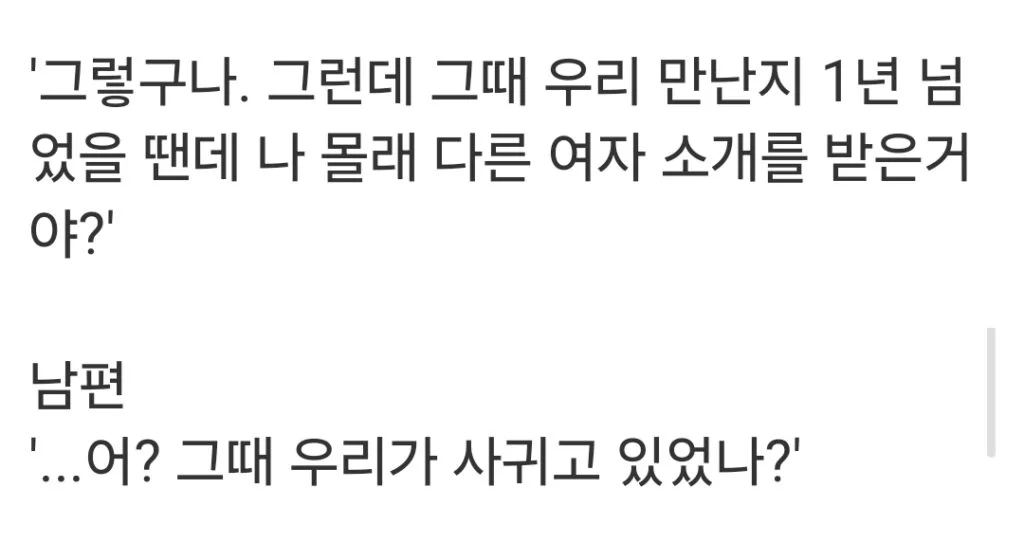 '그렇구나. 그런데 그때 우리 만난지 1년 넘
었을 땐데 나 몰래 다른 여자 소개를 받은거
야?'
남편
'...어? 그때 우리가 사귀고 있었나?'